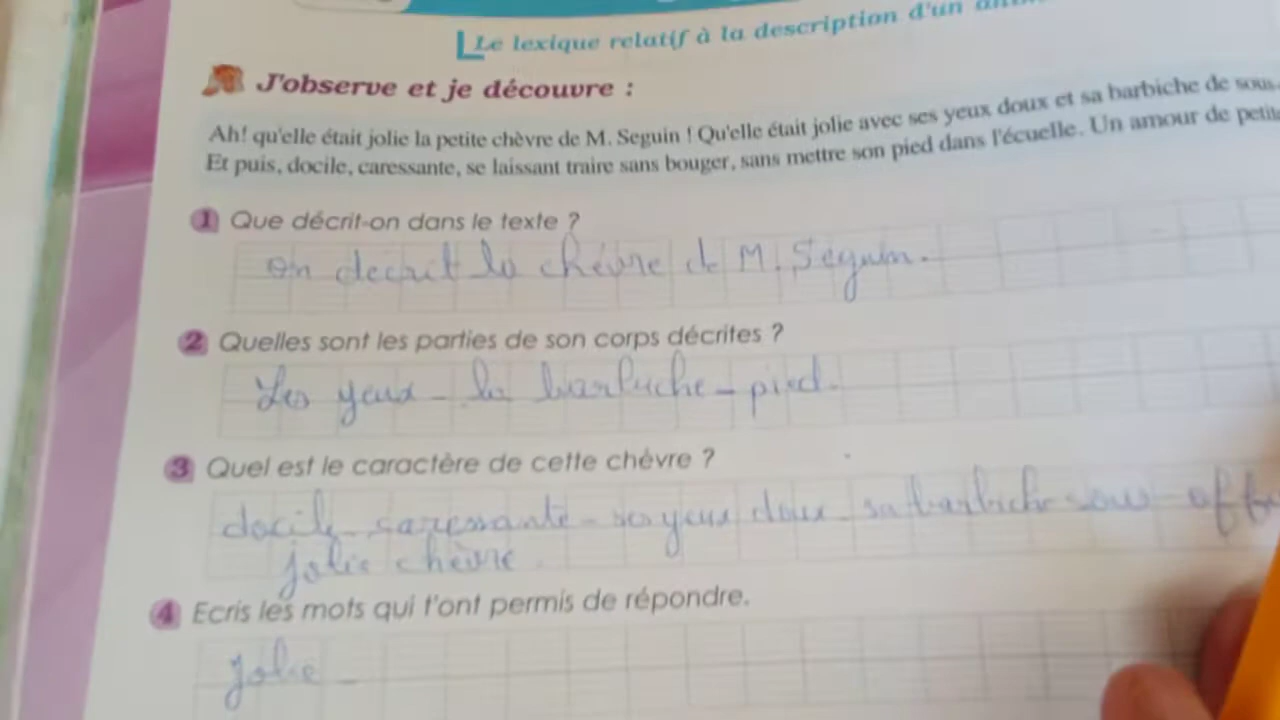 Le lexique relatif à la description d'un
J'observe et je découvre :
Ah! qu'elle était jolie la petite chèvre de M. Seguin ! Qu'elle était jolie avec ses yeux doux et sa barbiche de sous
Et puis, docile, caressante, se laissant traire sans bouger, sans mettre son pied dans l'écuelle. Un amour de petite
1 Que décrit-on dans le texte ?
on decrit la chèvre de M. Seguin.
2 Quelles sont les parties de son corps décrites ?
Les yeux - la barbiche - pied.
3 Quel est le caractère de cette chèvre ?
docile - caressante - ses yeux doux - sa barbiche sous - off
jolie chèvre.
4 Ecris les mots qui t'ont permis de répondre.
jolie -